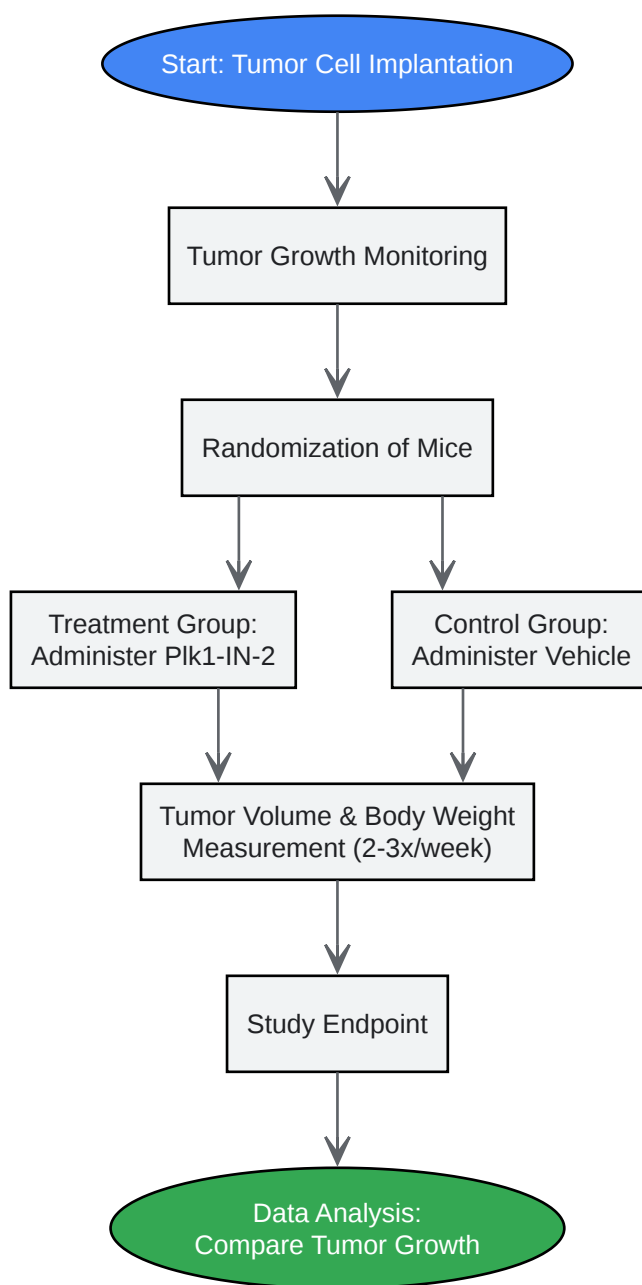 Start: Tumor Cell Implantation
Tumor Growth Monitoring
Randomization of Mice
Treatment Group:
Administer Plk1-IN-2
Control Group:
Administer Vehicle
Tumor Volume & Body Weight
Measurement (2-3x/week)
Study Endpoint
Data Analysis:
Compare Tumor Growth